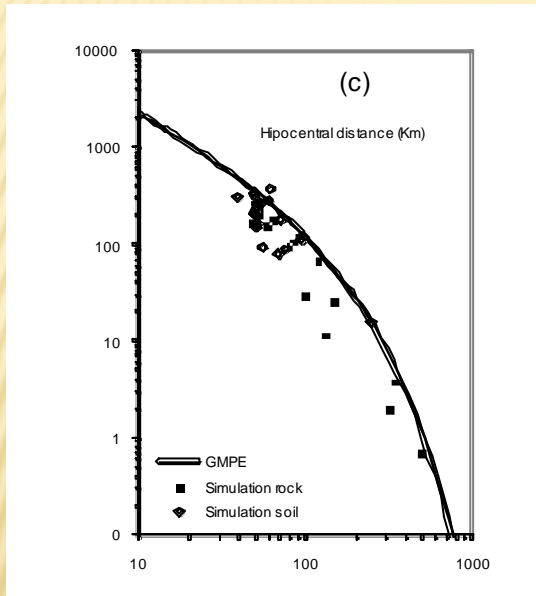 10000
(c)
Hipocentral distance (Km)
1000
100
10
1
GMPE
Simulation rock
Simulation soil
0
10 100 1000